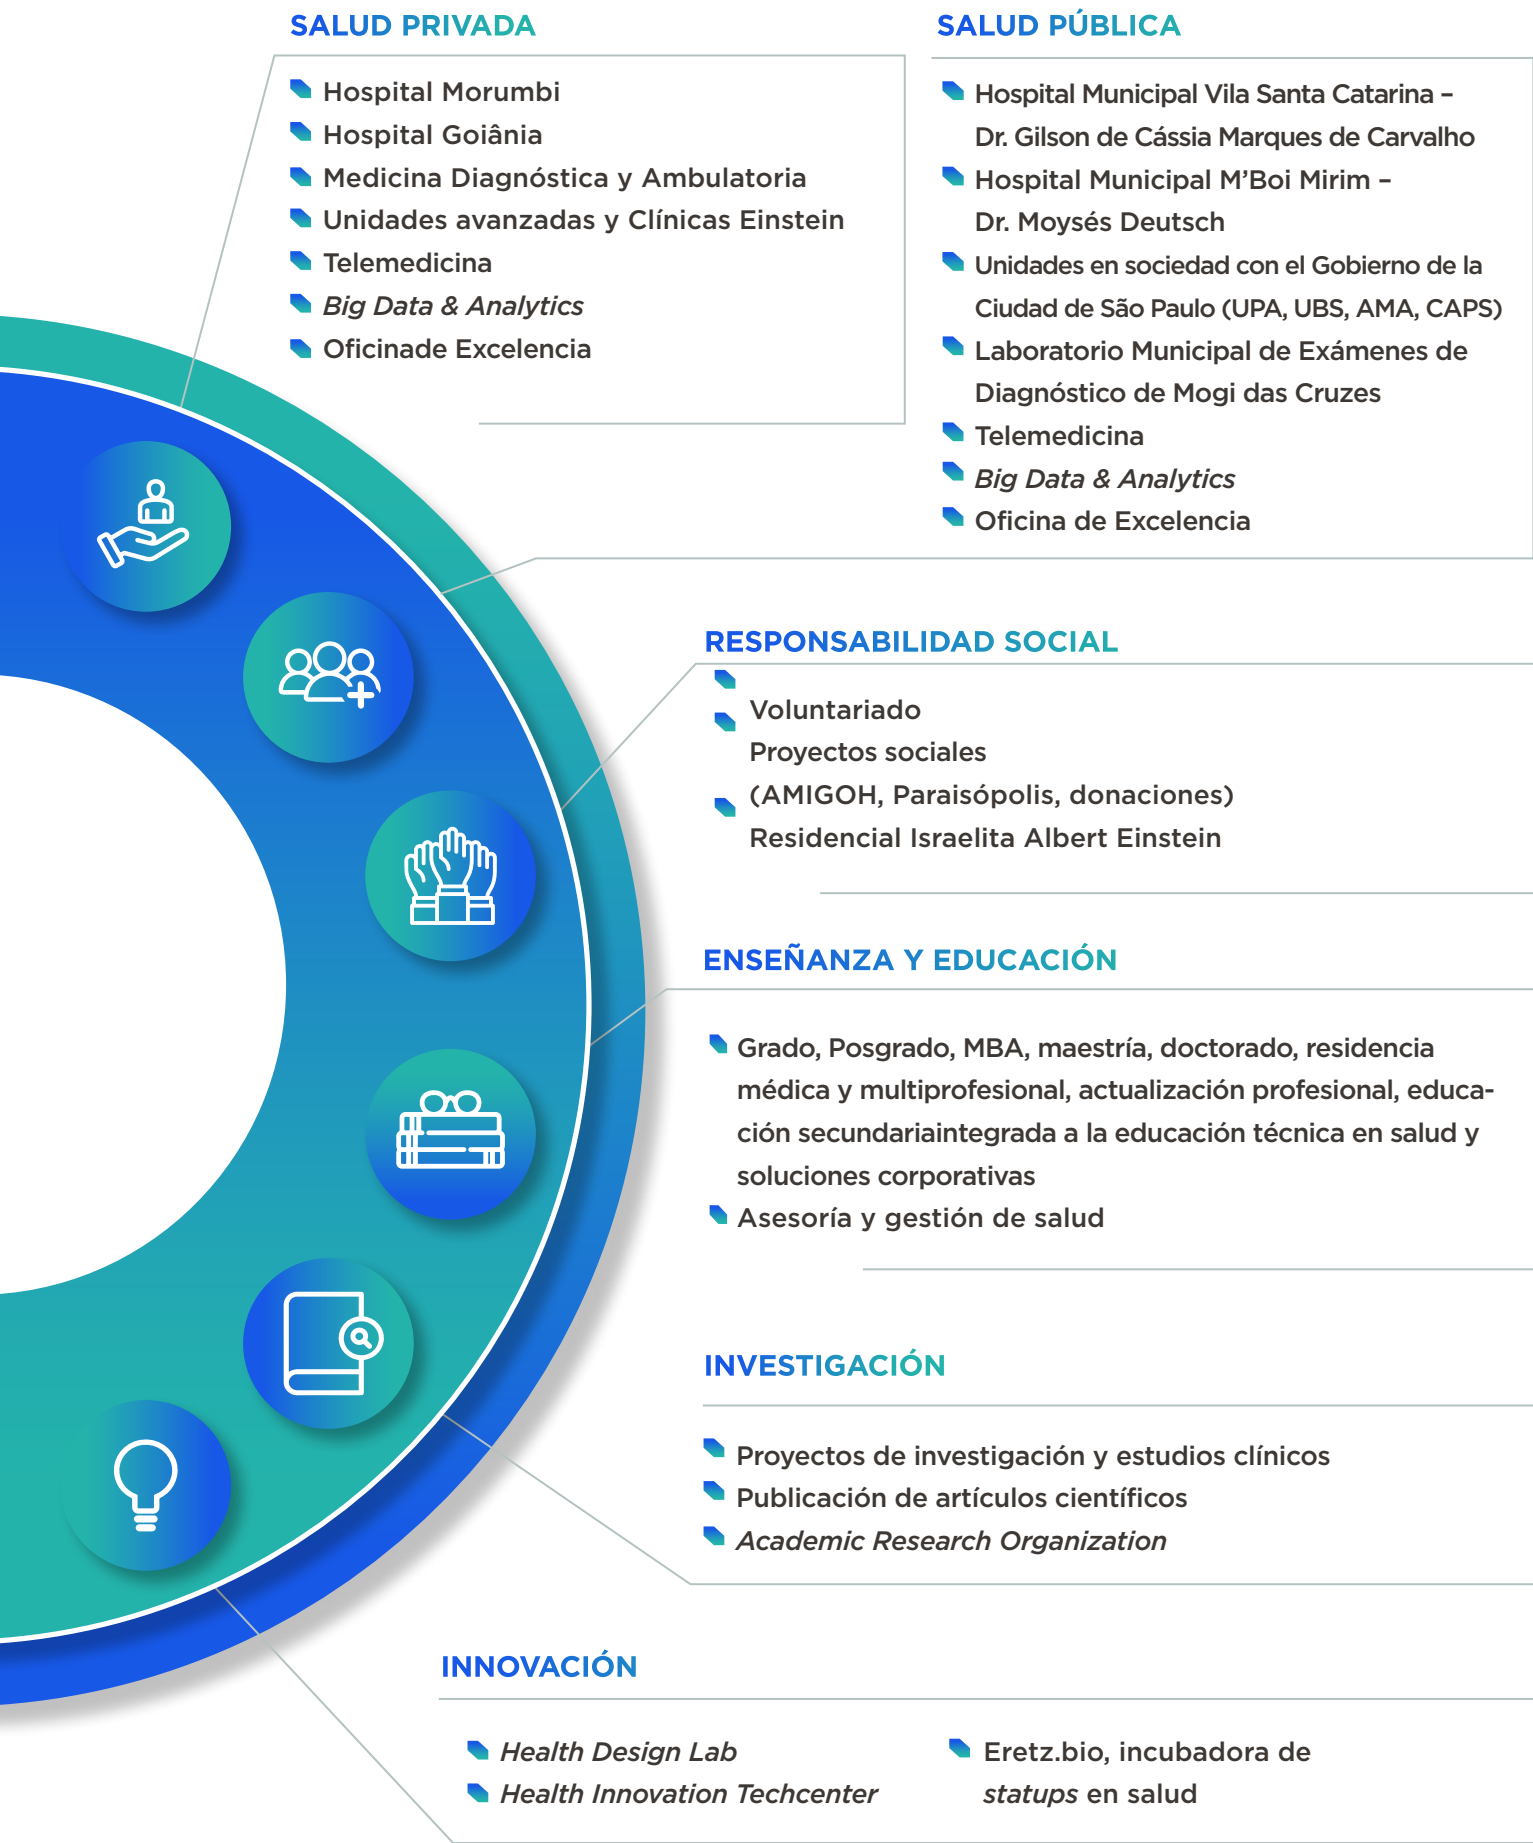 SALUD PRIVADA
Hospital Morumbi
Hospital Goiânia
Medicina Diagnóstica y Ambulatoria
Unidades avanzadas y Clínicas Einstein
Telemedicina
Big Data & Analytics
Oficinade Excelencia
SALUD PÚBLICA
Hospital Municipal Vila Santa Catarina –
Dr. Gilson de Cássia Marques de Carvalho
Hospital Municipal M’Boi Mirim –
Dr. Moysés Deutsch
Unidades en sociedad con el Gobierno de la
Ciudad de São Paulo (UPA, UBS, AMA, CAPS)
Laboratorio Municipal de Exámenes de
Diagnóstico de Mogi das Cruzes
Telemedicina
Big Data & Analytics
Oficina de Excelencia
RESPONSABILIDAD SOCIAL
Voluntariado
Proyectos sociales
(AMIGOH, Paraisópolis, donaciones)
Residencial Israelita Albert Einstein
ENSEÑANZA Y EDUCACIÓN
Grado, Posgrado, MBA, maestría, doctorado, residencia
médica y multiprofesional, actualización profesional, educa-
ción secundariaintegrada a la educación técnica en salud y
soluciones corporativas
Asesoría y gestión de salud
INVESTIGACIÓN
Proyectos de investigación y estudios clínicos
Publicación de artículos científicos
Academic Research Organization
INNOVACIÓN
Health Design Lab
Health Innovation Techcenter
Eretz.bio, incubadora de
statups en salud